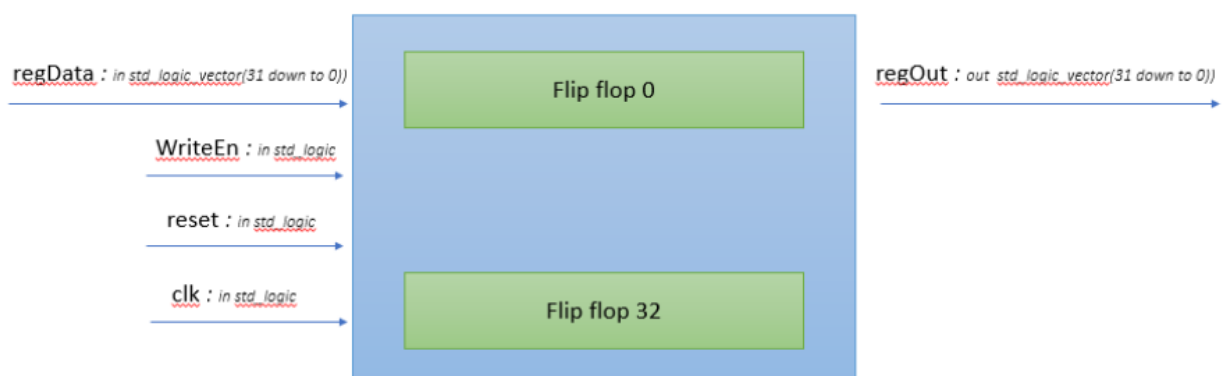 regData : in std_logic_vector(31 down to 0))
WriteEn : in std_logic
reset : in std_logic
clk : in std_logic
Flip flop 0
Flip flop 32
regOut : out std_logic_vector(31 down to 0))